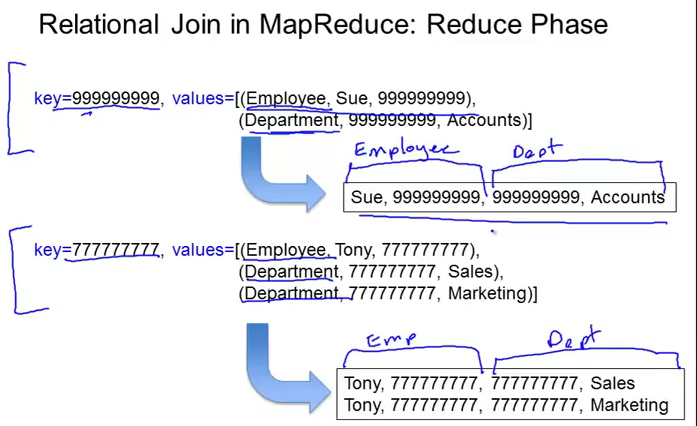 Relational Join in MapReduce: Reduce Phase
key=999999999, values=[(Employee, Sue, 999999999),
(Department, 999999999, Accounts)]
Employee Dept
Sue, 999999999, 999999999, Accounts
key=777777777, values=[(Employee, Tony, 777777777),
(Department, 777777777, Sales),
(Department, 777777777, Marketing)]
Emp Dept
Tony, 777777777, 777777777, Sales
Tony, 777777777, 777777777, Marketing